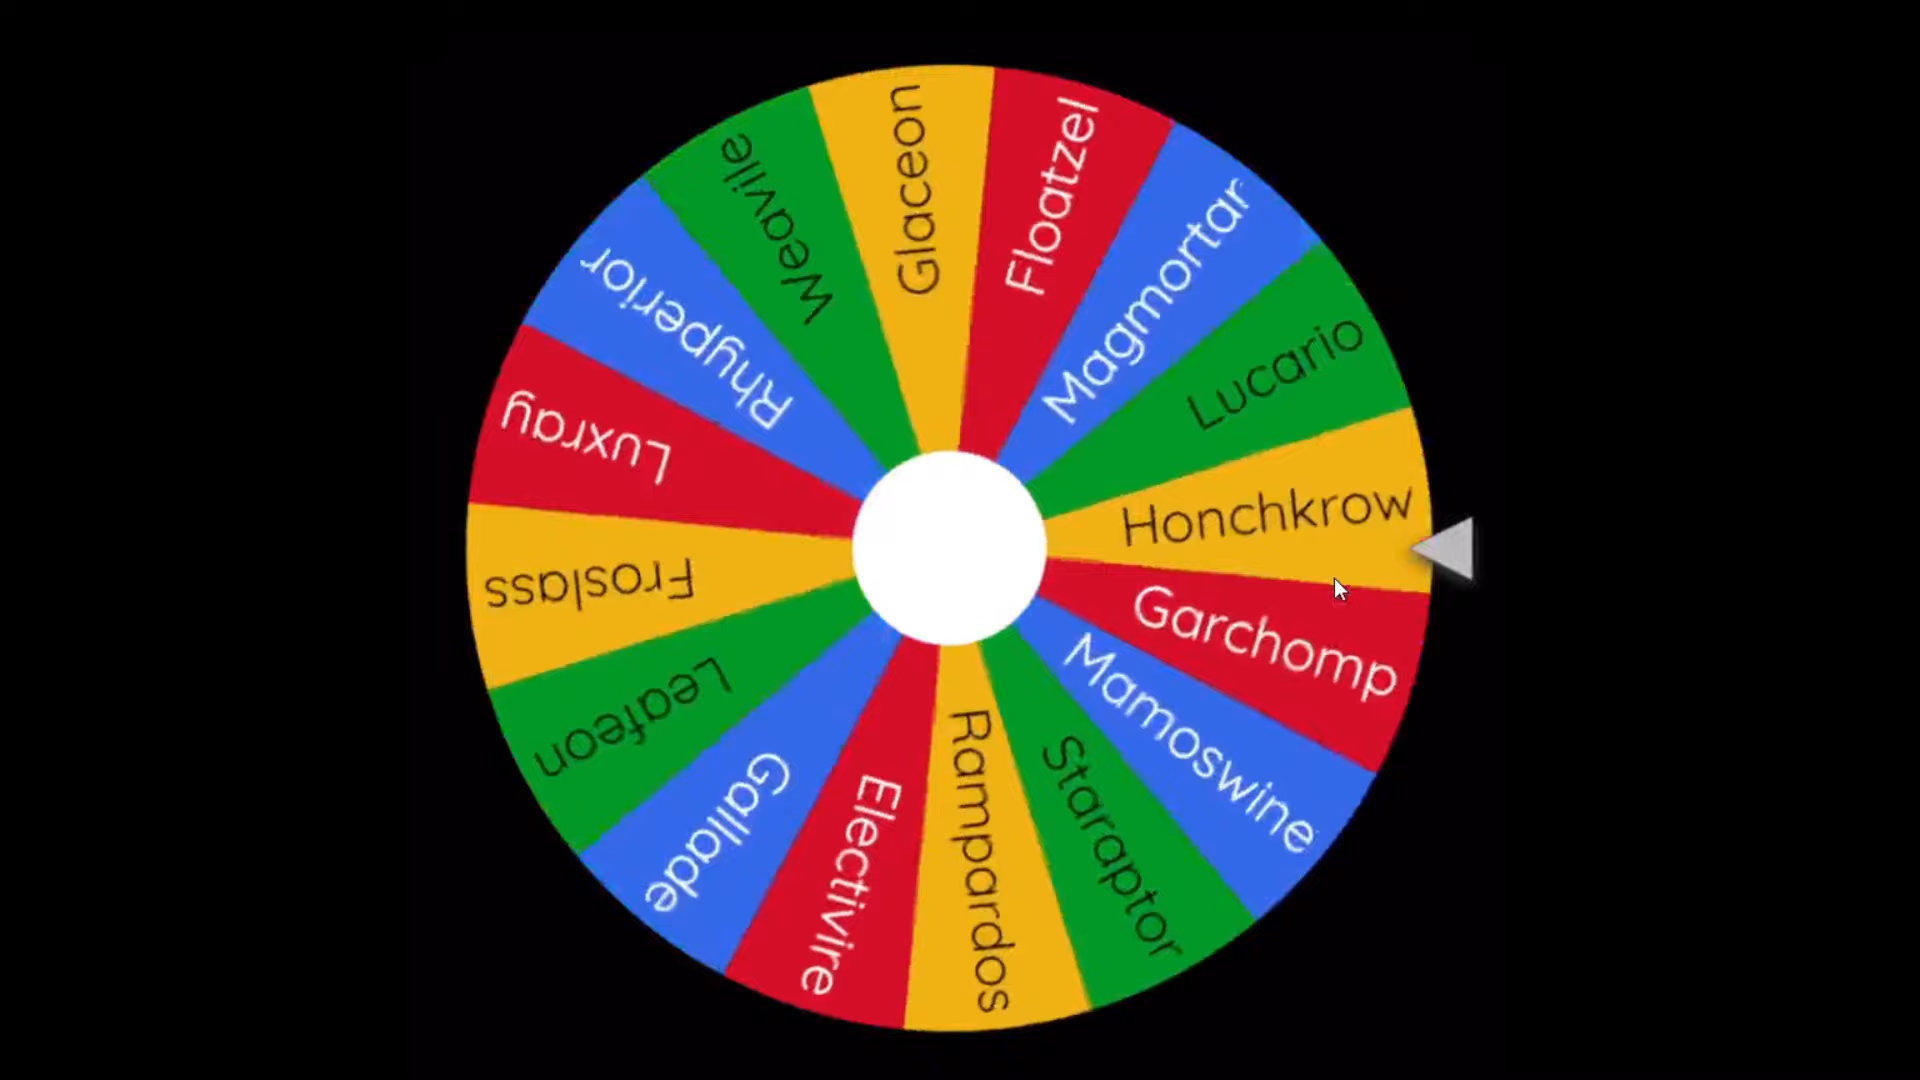 Glaceon
Floatzel
Magmortar
Lucario
Honchkrow
Garchomp
Mamoswine
Staraptor
Rampardos
Electivire
Gallade
Leafeon
Froslass
Luxray
Rhyperior
Weavile